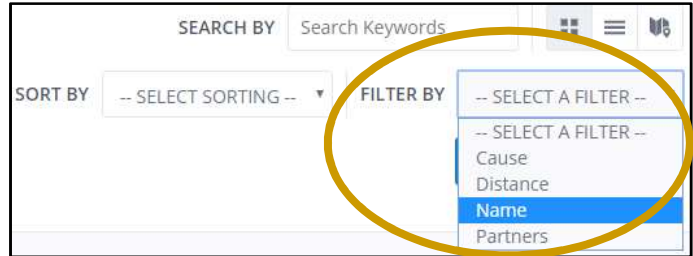 SEARCH BY Search Keywords
SORT BY -- SELECT SORTING -- FILTER BY -- SELECT A FILTER --
-- SELECT A FILTER --
Cause
Distance
Name
Partners